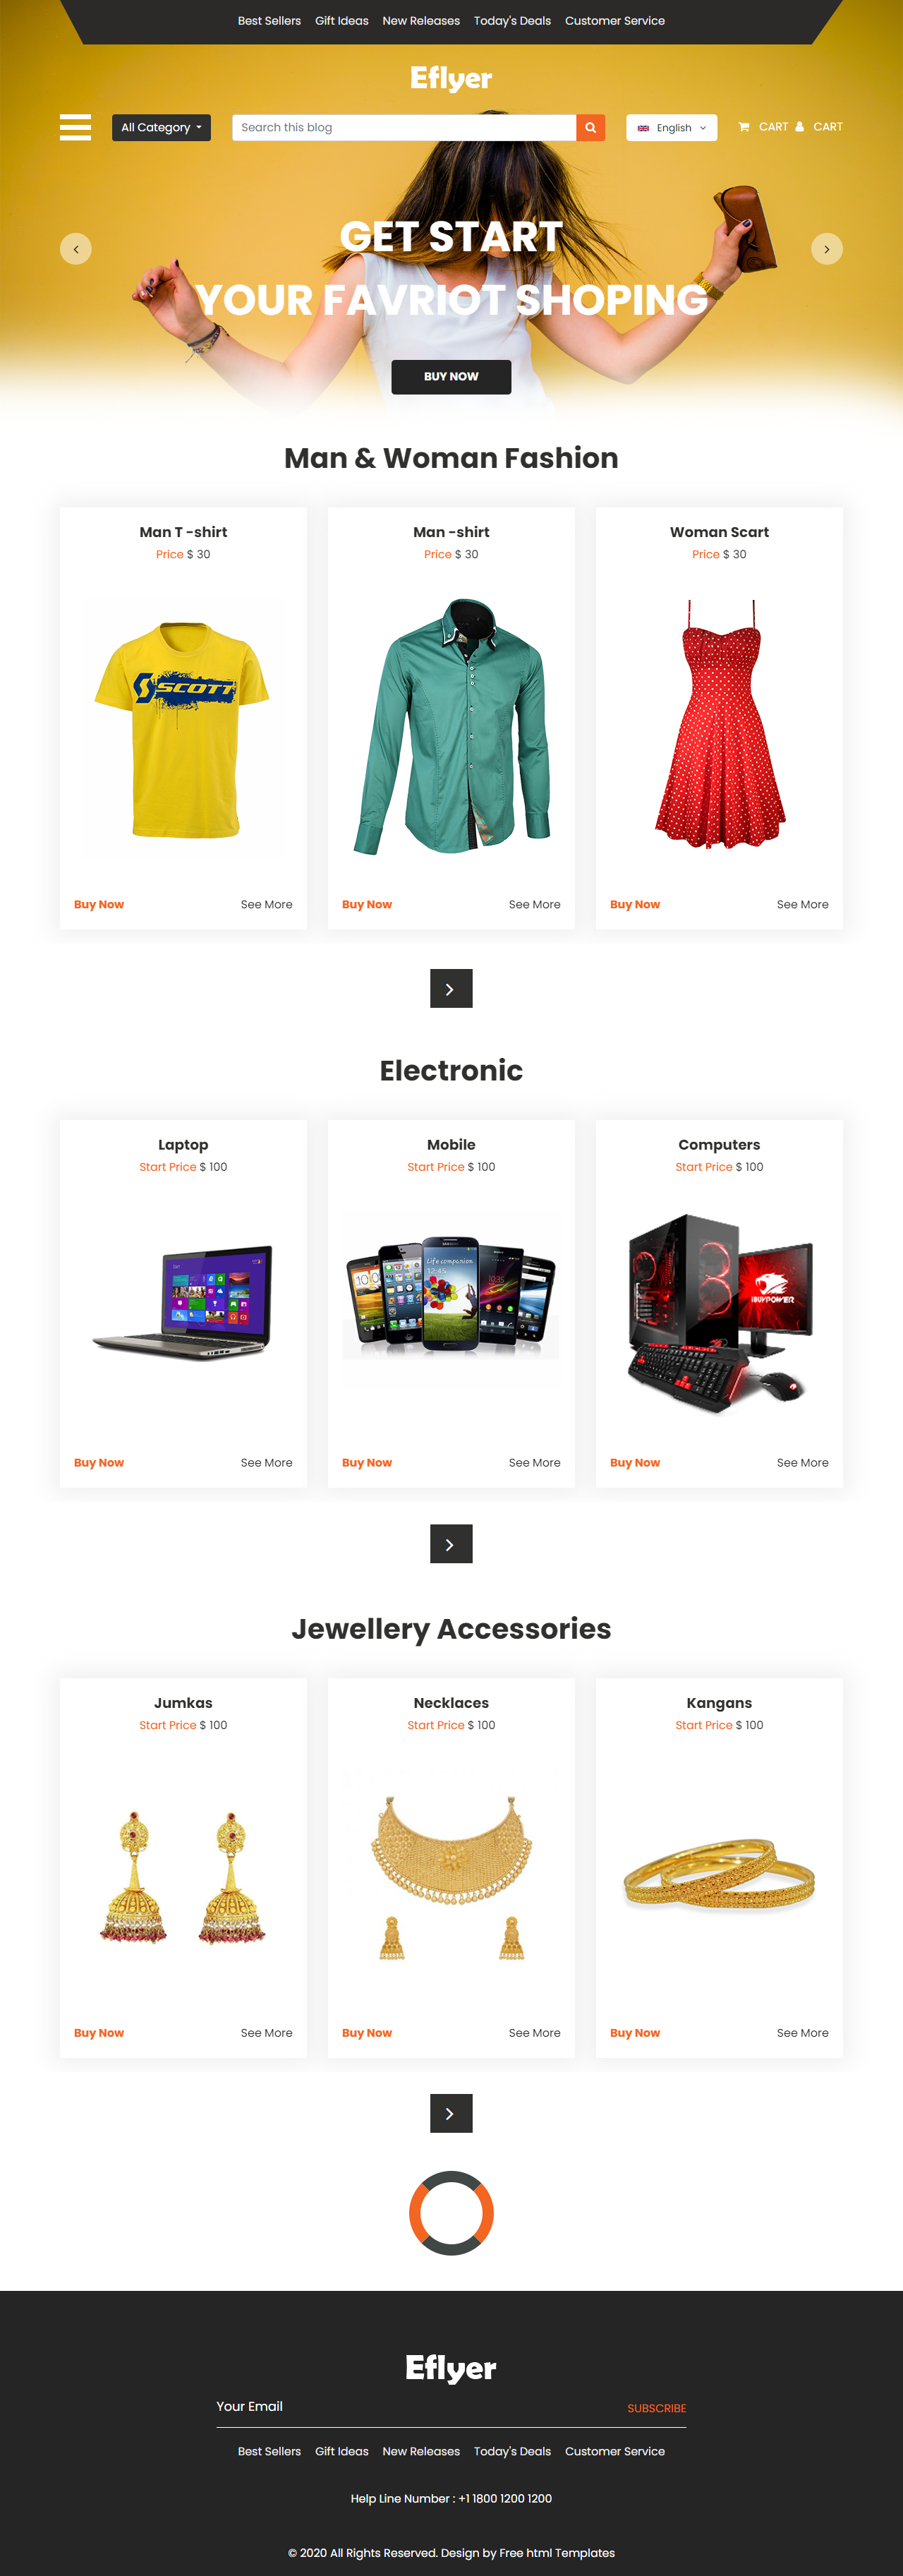 Best Sellers Gift Ideas New Releases Today's Deals Customer Service
Eflyer
All Category Search this blog English CART CART
GET START
YOUR FAVRIOT SHOPING
BUY NOW
Man & Woman Fashion
Man T -shirt
Price $ 30
SCOTT
Buy Now See More
Man -shirt
Price $ 30
Buy Now See More
Woman Scart
Price $ 30
Buy Now See More
Electronic
Laptop
Start Price $ 100
Buy Now See More
Mobile
Start Price $ 100
Life companion
12:45
10:35
Buy Now See More
Computers
Start Price $ 100
iBUYPOWER
Buy Now See More
Jewellery Accessories
Jumkas
Start Price $ 100
Buy Now See More
Necklaces
Start Price $ 100
Buy Now See More
Kangans
Start Price $ 100
Buy Now See More
Eflyer
Your Email SUBSCRIBE
Best Sellers Gift Ideas New Releases Today's Deals Customer Service
Help Line Number : +1 1800 1200 1200
© 2020 All Rights Reserved. Design by Free html Templates